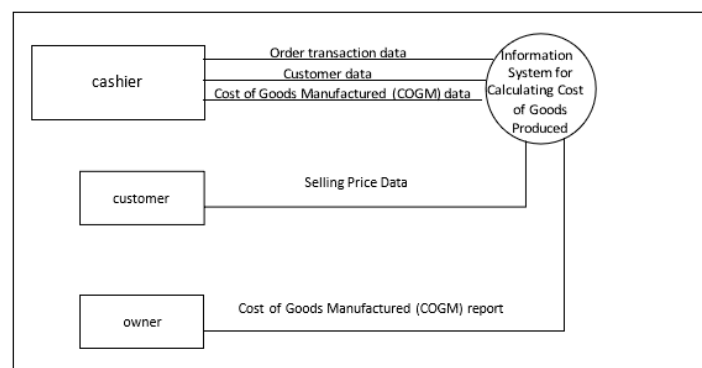 Order transaction data
cashier
Customer data
Cost of Goods Manufactured (COGM) data
Information
System for
Calculating Cost
of Goods
Produced
Selling Price Data
customer
Cost of Goods Manufactured (COGM) report
owner